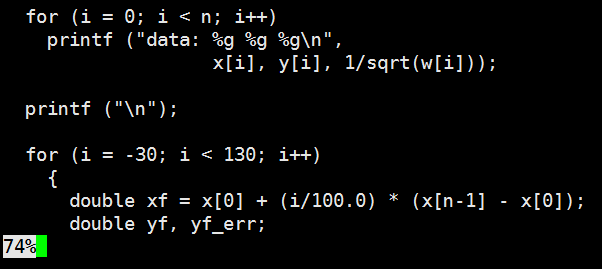 for (i = 0; i < n; i++)
printf ("data: %g %g %g\n",
x[i], y[i], 1/sqrt(w[i]));
printf ("\n");
for (i = -30; i < 130; i++)
{
double xf = x[0] + (i/100.0) * (x[n-1] - x[0]);
double yf, yf_err;
74%